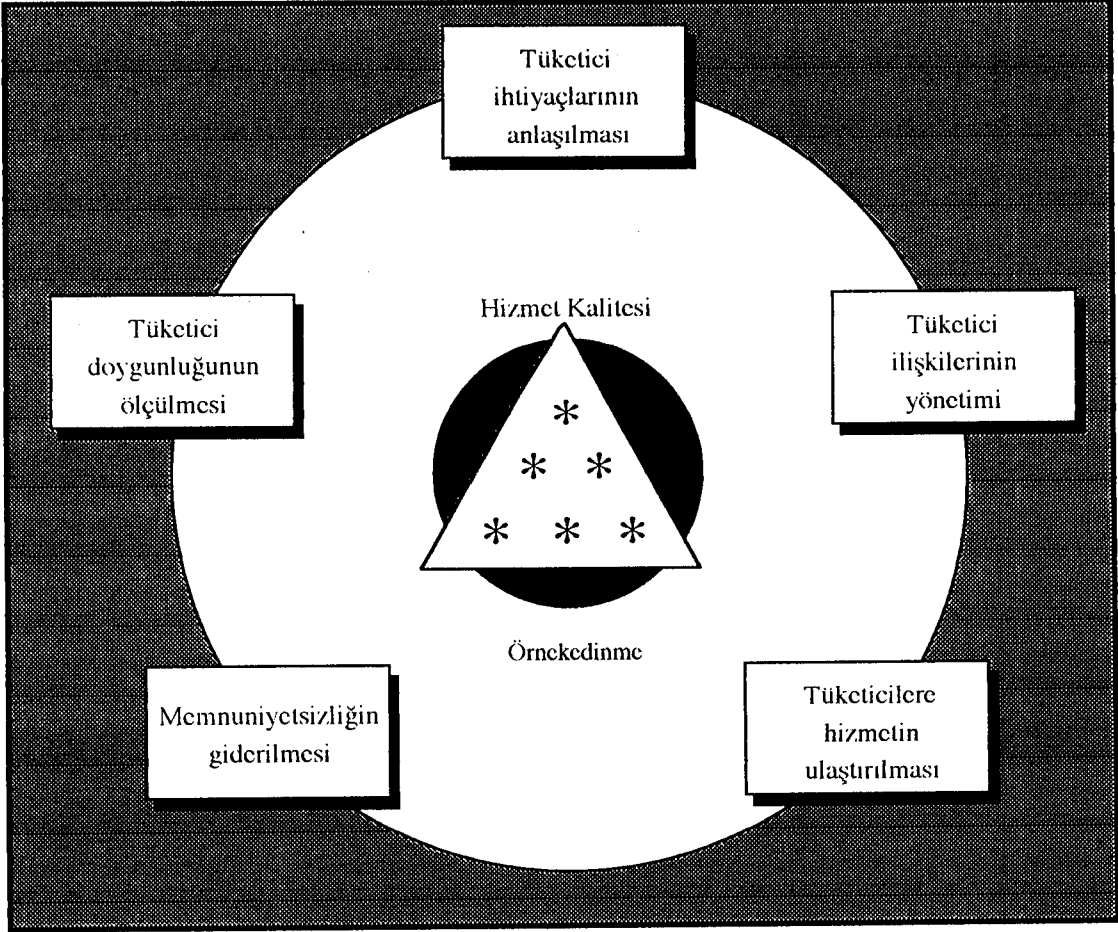 Tüketici
ihtiyaçlarının
anlaşılması
Tüketici
doygunluğunun
ölçülmesi
Hizmet Kalitesi
Tüketici
ilişkilerinin
yönetimi
* 
* *
* * *
Örnekedinme
Memnuniyetsizliğin
giderilmesi
Tüketicilere
hizmetin
ulaştırılması